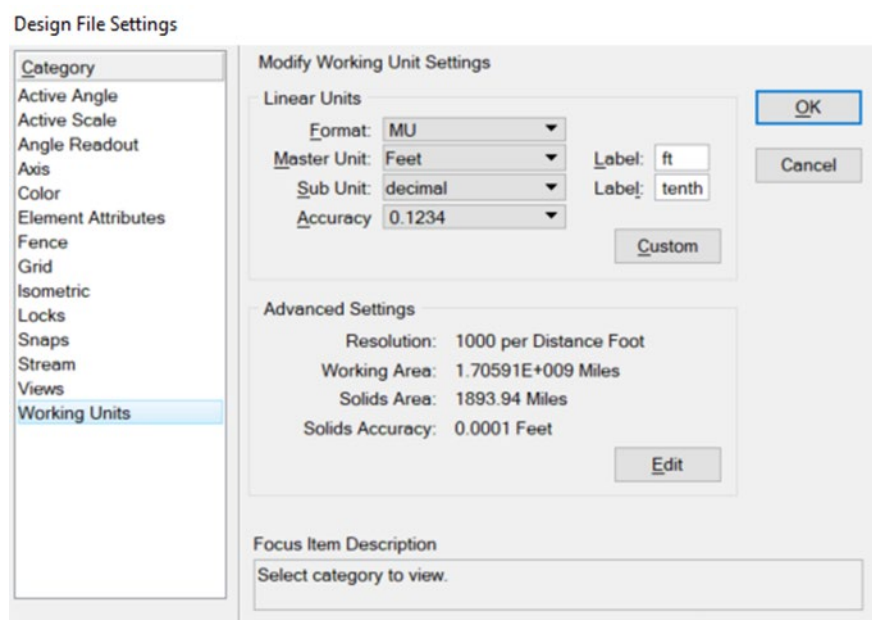 Design File Settings
Category
Active Angle
Active Scale
Angle Readout
Axis
Color
Element Attributes
Fence
Grid
Isometric
Locks
Snaps
Stream
Views
Working Units
Modify Working Unit Settings
Linear Units
Format: MU
Master Unit: Feet Label: ft
Sub Unit: decimal Label: tenth
Accuracy 0.1234
Custom
Advanced Settings
Resolution: 1000 per Distance Foot
Working Area: 1.70591E+009 Miles
Solids Area: 1893.94 Miles
Solids Accuracy: 0.0001 Feet
Edit
Focus Item Description
Select category to view.
OK
Cancel